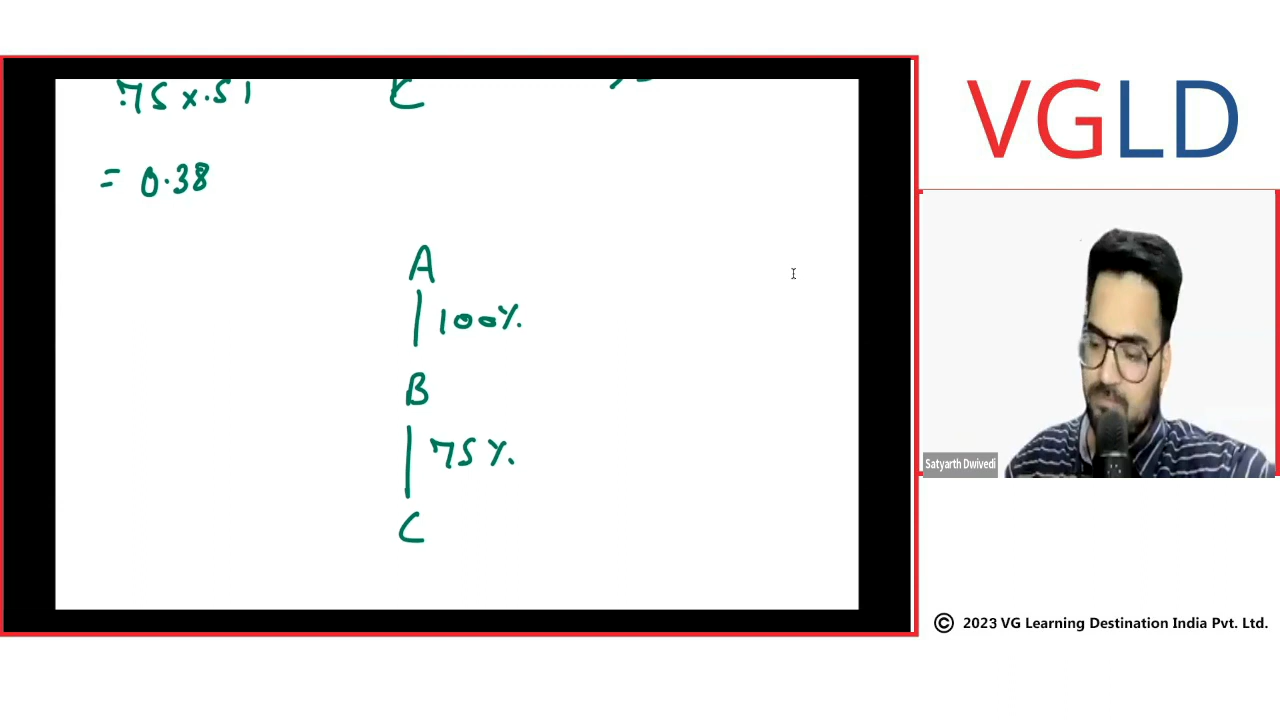 .75 x .51
C
= 0.38
A
100%
B
75%
C
VGLD
Satyarth Dwivedi
© 2023 VG Learning Destination India Pvt. Ltd.